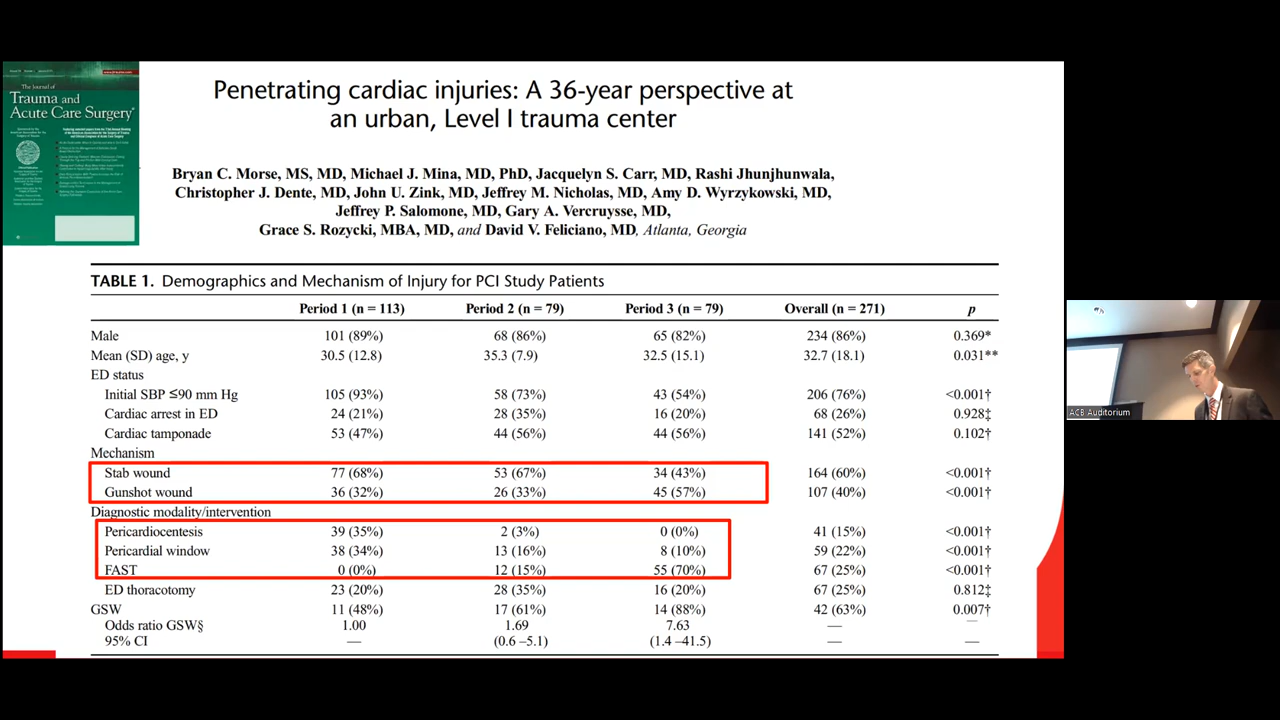 The Journal of
Trauma and
Acute Care Surgery
Penetrating cardiac injuries: A 36-year perspective at
an urban, Level I trauma center
Bryan C. Morse, MS, MD, Michael J. Mina, MD, PhD, Jacquelyn S. Carr, MD, Rashi Jhunjhunwala,
Christopher J. Dente, MD, John U. Zink, MD, Jeffrey M. Nicholas, MD, Amy D. Wyrzykowski, MD,
Jeffrey P. Salomone, MD, Gary A. Vercruysse, MD,
Grace S. Rozycki, MBA, MD, and David V. Feliciano, MD, Atlanta, Georgia
TABLE 1. Demographics and Mechanism of Injury for PCI Study Patients
Period 1 (n = 113) Period 2 (n = 79) Period 3 (n = 79) Overall (n = 271) p
Male 101 (89%) 68 (86%) 65 (82%) 234 (86%) 0.369*
Mean (SD) age, y 30.5 (12.8) 35.3 (7.9) 32.5 (15.1) 32.7 (18.1) 0.031**
ED status
Initial SBP ≤90 mm Hg 105 (93%) 58 (73%) 43 (54%) 206 (76%) <0.001†
Cardiac arrest in ED 24 (21%) 28 (35%) 16 (20%) 68 (26%) 0.928‡
Cardiac tamponade 53 (47%) 44 (56%) 44 (56%) 141 (52%) 0.102†
Mechanism
Stab wound 77 (68%) 53 (67%) 34 (43%) 164 (60%) <0.001†
Gunshot wound 36 (32%) 26 (33%) 45 (57%) 107 (40%) <0.001†
Diagnostic modality/intervention
Pericardiocentesis 39 (35%) 2 (3%) 0 (0%) 41 (15%) <0.001†
Pericardial window 38 (34%) 13 (16%) 8 (10%) 59 (22%) <0.001†
FAST 0 (0%) 12 (15%) 55 (70%) 67 (25%) <0.001†
ED thoracotomy 23 (20%) 28 (35%) 16 (20%) 67 (25%) 0.812‡
GSW 11 (48%) 17 (61%) 14 (88%) 42 (63%) 0.007†
Odds ratio GSW§ 1.00 1.69 7.63 — —
95% CI — (0.6 –5.1) (1.4 –41.5) — —
ACB Auditorium